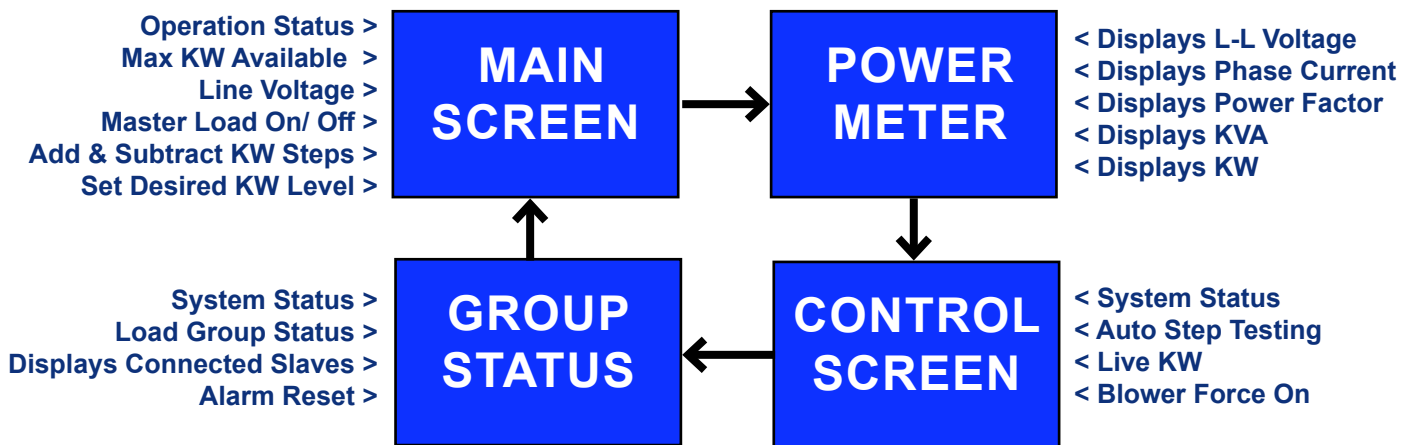 Operation Status >
Max KW Available >
Line Voltage >
Master Load On/ Off >
Add & Subtract KW Steps >
Set Desired KW Level >
MAIN
SCREEN
POWER
METER
< Displays L-L Voltage
< Displays Phase Current
< Displays Power Factor
< Displays KVA
< Displays KW
System Status >
Load Group Status >
Displays Connected Slaves >
Alarm Reset >
GROUP
STATUS
CONTROL
SCREEN
< System Status
< Auto Step Testing
< Live KW
< Blower Force On